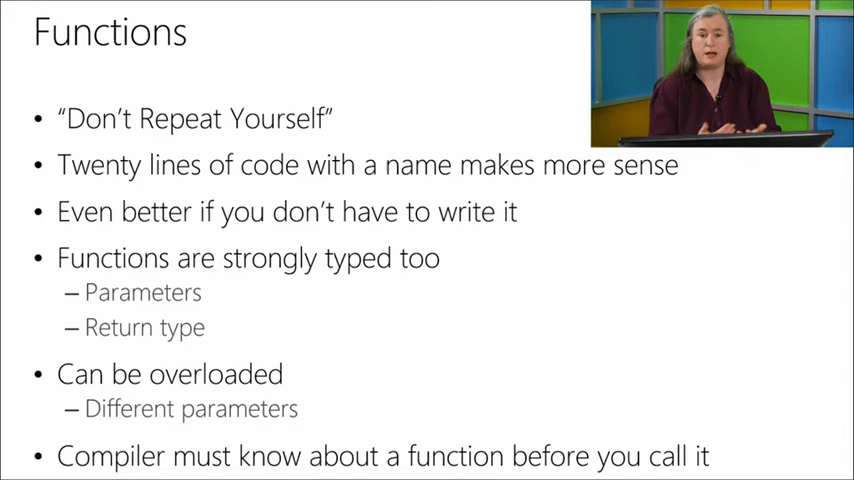 Functions
• “Don’t Repeat Yourself”
• Twenty lines of code with a name makes more sense
• Even better if you don’t have to write it
• Functions are strongly typed too
– Parameters
– Return type
• Can be overloaded
– Different parameters
• Compiler must know about a function before you call it